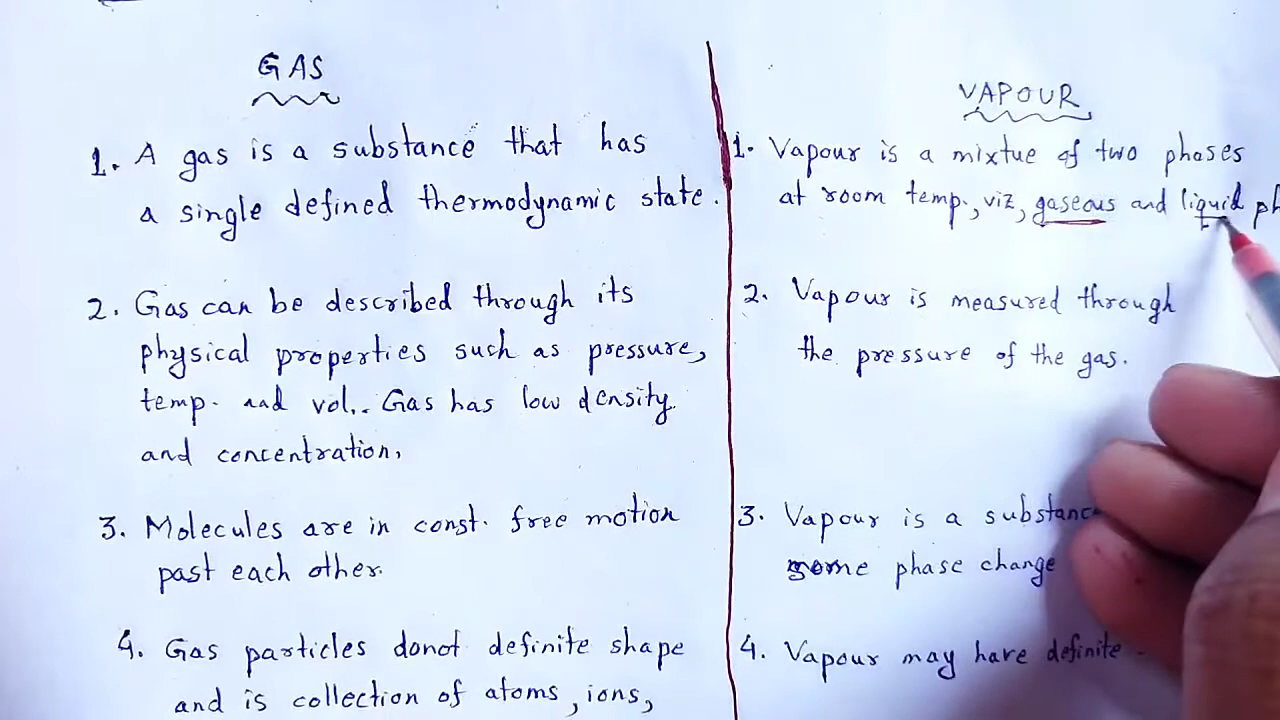 GAS
1. A gas is a substance that has
a single defined thermodynamic state.
2. Gas can be described through its
physical properties such as pressure,
temp. and vol.. Gas has low density
and concentration,
3. Molecules are in const. free motion
past each other.
4. Gas particles donot definite shape
and is collection of atoms, ions,
VAPOUR
1. Vapour is a mixtue of two phases
at room temp., viz, gaseous and liquid ph
2. Vapour is measured through
the pressure of the gas.
3. Vapour is a substanc
some phase change
4. Vapour may have definite